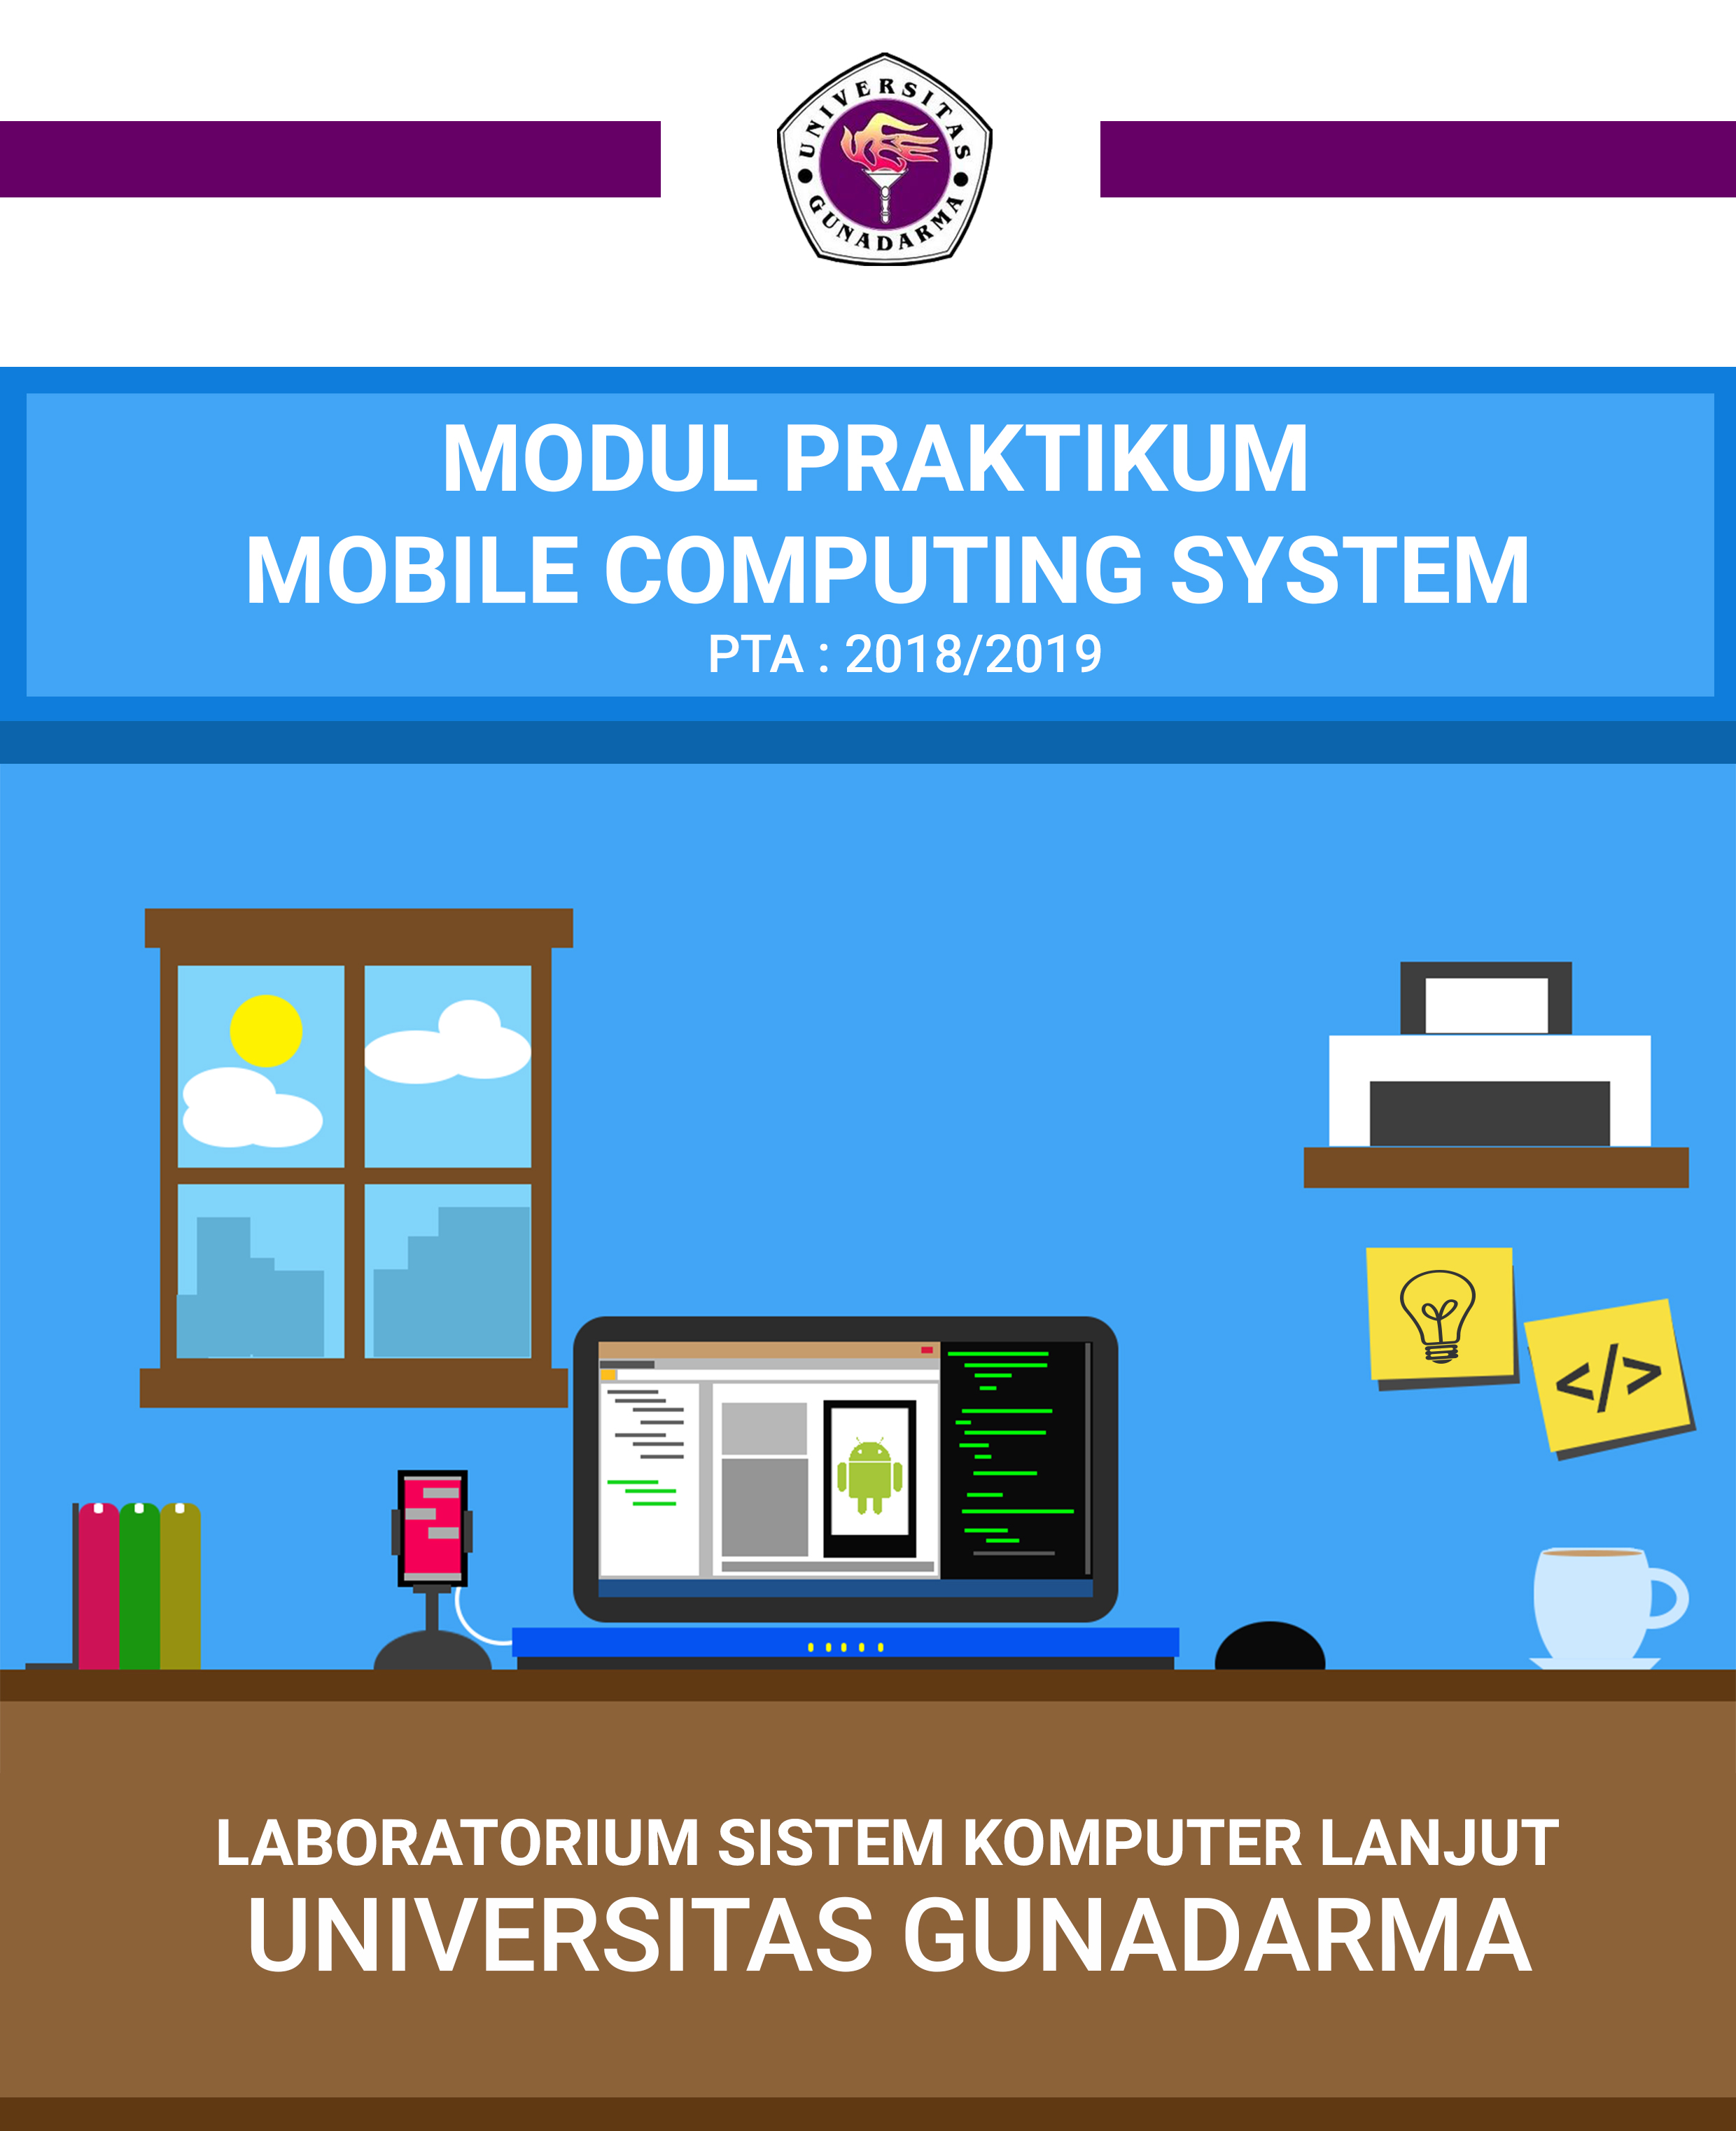 UNIVERSITAS
GUNADARMA
MODUL PRAKTIKUM
MOBILE COMPUTING SYSTEM
PTA : 2018/2019
</>
LABORATORIUM SISTEM KOMPUTER LANJUT
UNIVERSITAS GUNADARMA